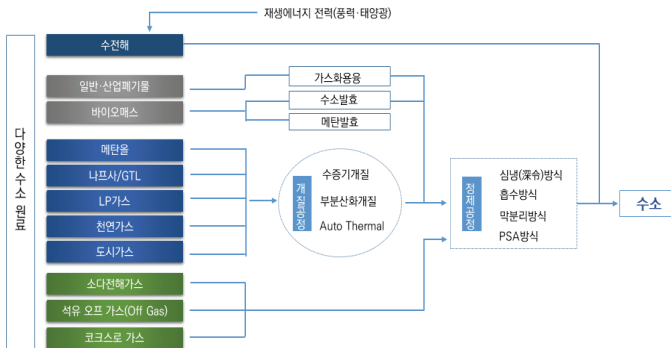 재생에너지 전력(풍력·태양광)
다양한 수소 원료
수전해
일반·산업폐기물
바이오매스
가스화용융
수소발효
메탄발효
메탄올
나프사/GTL
LP가스
천연가스
도시가스
개질공정
수증기개질
부분산화개질
Auto Thermal
정제공정
심냉(深令)방식
흡수방식
막분리방식
PSA방식
수소
소다전해가스
석유 오프 가스(Off Gas)
코크스로 가스